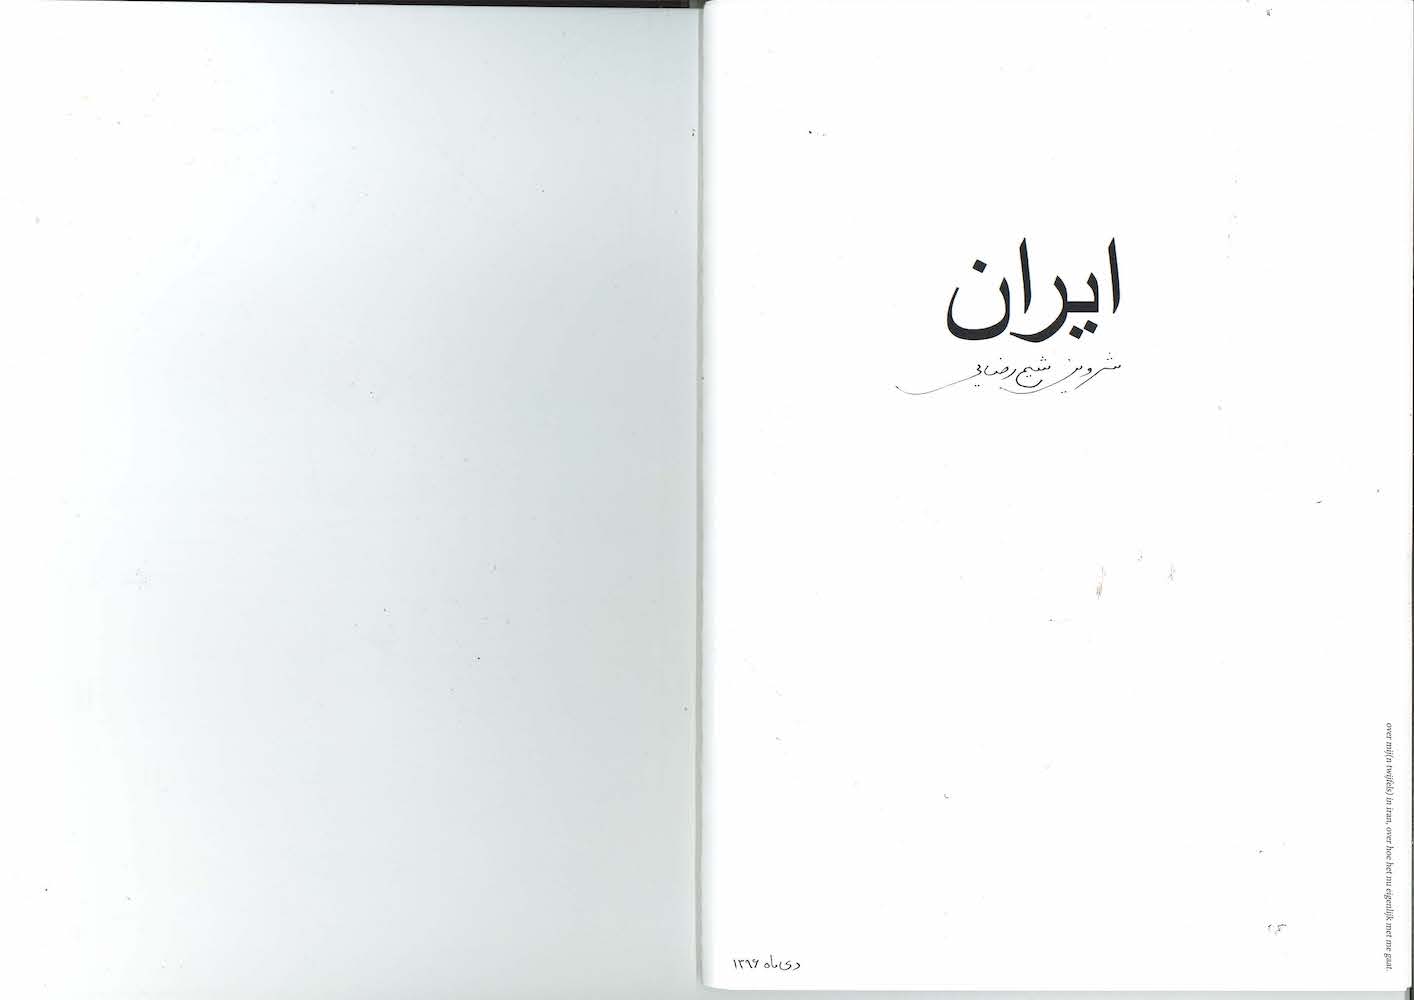 ایران
شروین شیخ رضایی
over mij(n twijfels) in iran, over hoe het nu eigenlijk met me gaat.
دی‌ماه ۱۳۹۶